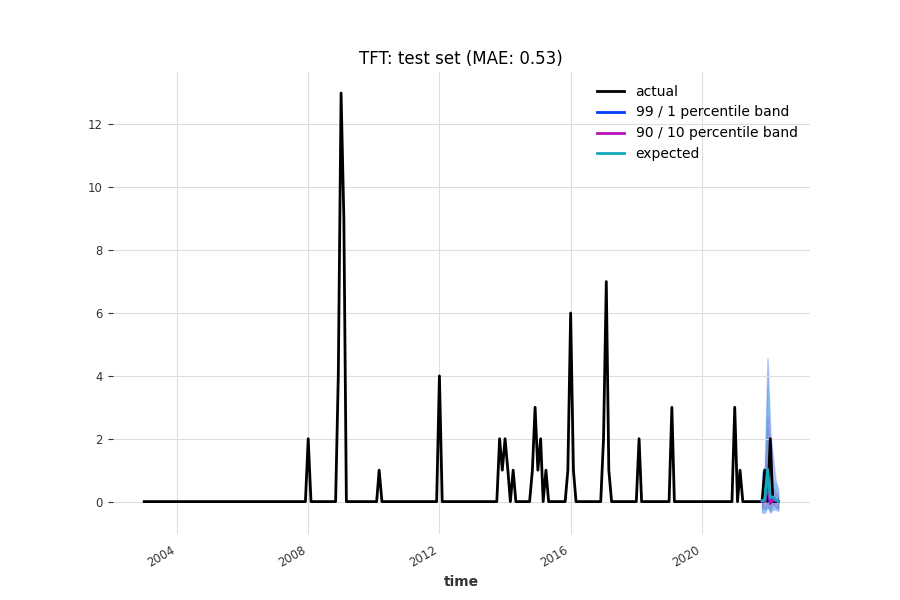 TFT: test set (MAE: 0.53)
actual
99 / 1 percentile band
90 / 10 percentile band
expected
12
10
8
6
4
2
0
2004
2008
2012
2016
2020
time